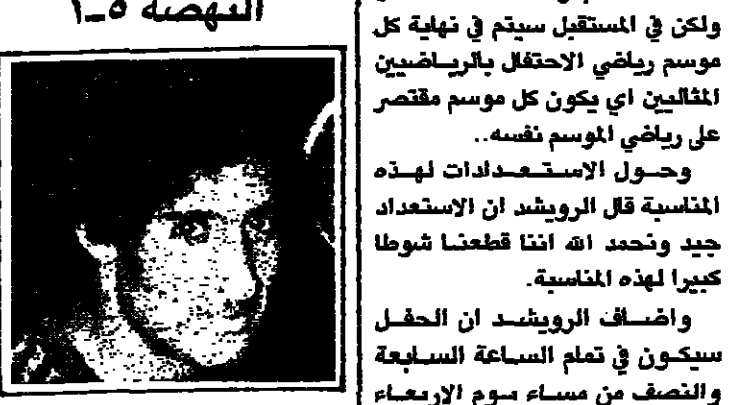 ولكن في المستقبل سيتم في نهاية كل
موسم رياضي الاحتفال بالرياضيين
المثاليين اي يكون كل موسم مقتصر
على رياضي الموسم نفسه..
وحول الاستعدادات لهذه
المناسبة قال الرويشد ان الاستعداد
جيد ونحمد الله اننا قطعنا شوطا
كبيرا لهذه المناسبة.
واضاف الرويشد ان الحفل
سيكون في تمام الساعة السابعة
والنصف من مساء يوم الاربعاء
النهضة ٥-١